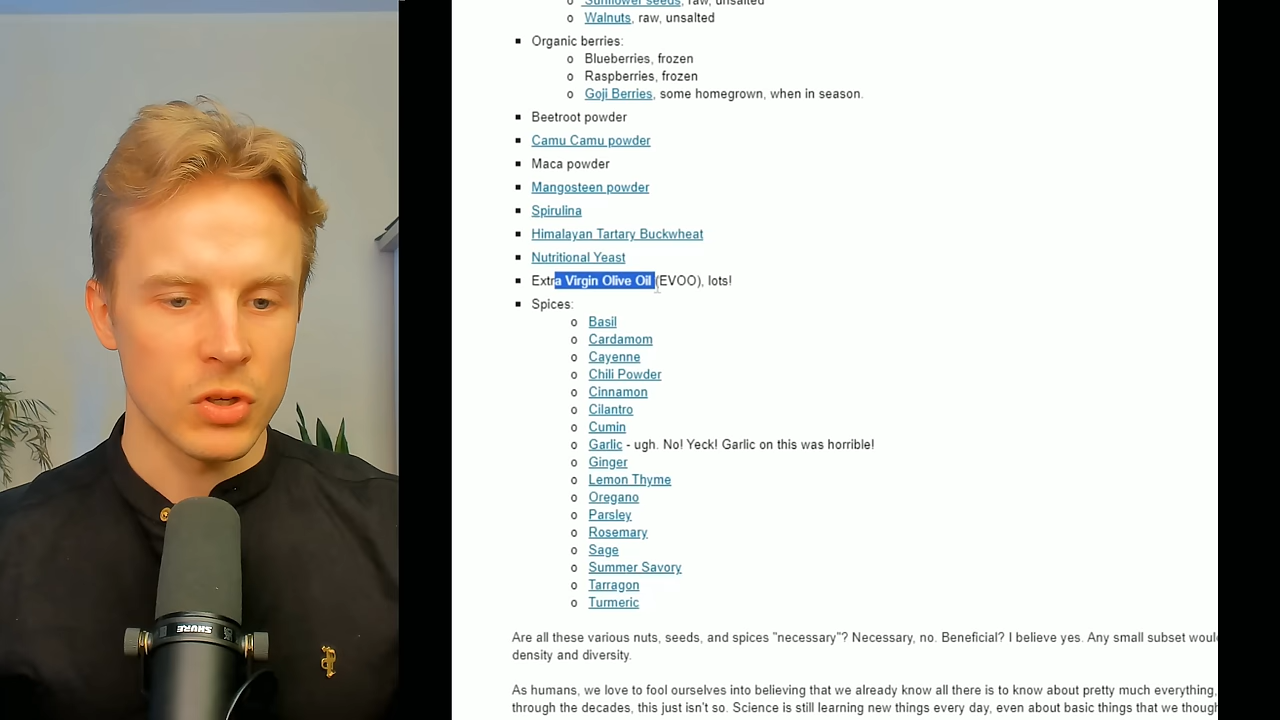 Sunflower seeds, raw, unsalted
Walnuts, raw, unsalted
Organic berries:
Blueberries, frozen
Raspberries, frozen
Goji Berries, some homegrown, when in season.
Beetroot powder
Camu Camu powder
Maca powder
Mangosteen powder
Spirulina
Himalayan Tartary Buckwheat
Nutritional Yeast
Extra Virgin Olive Oil (EVOO), lots!
Spices:
Basil
Cardamom
Cayenne
Chili Powder
Cinnamon
Cilantro
Cumin
Garlic - ugh. No! Yeck! Garlic on this was horrible!
Ginger
Lemon Thyme
Oregano
Parsley
Rosemary
Sage
Summer Savory
Tarragon
Turmeric
Are all these various nuts, seeds, and spices "necessary"? Necessary, no. Beneficial? I believe yes. Any small subset woul
density and diversity.
As humans, we love to fool ourselves into believing that we already know all there is to know about pretty much everything,
through the decades, this just isn't so. Science is still learning new things every day, even about basic things that we though
SHURE